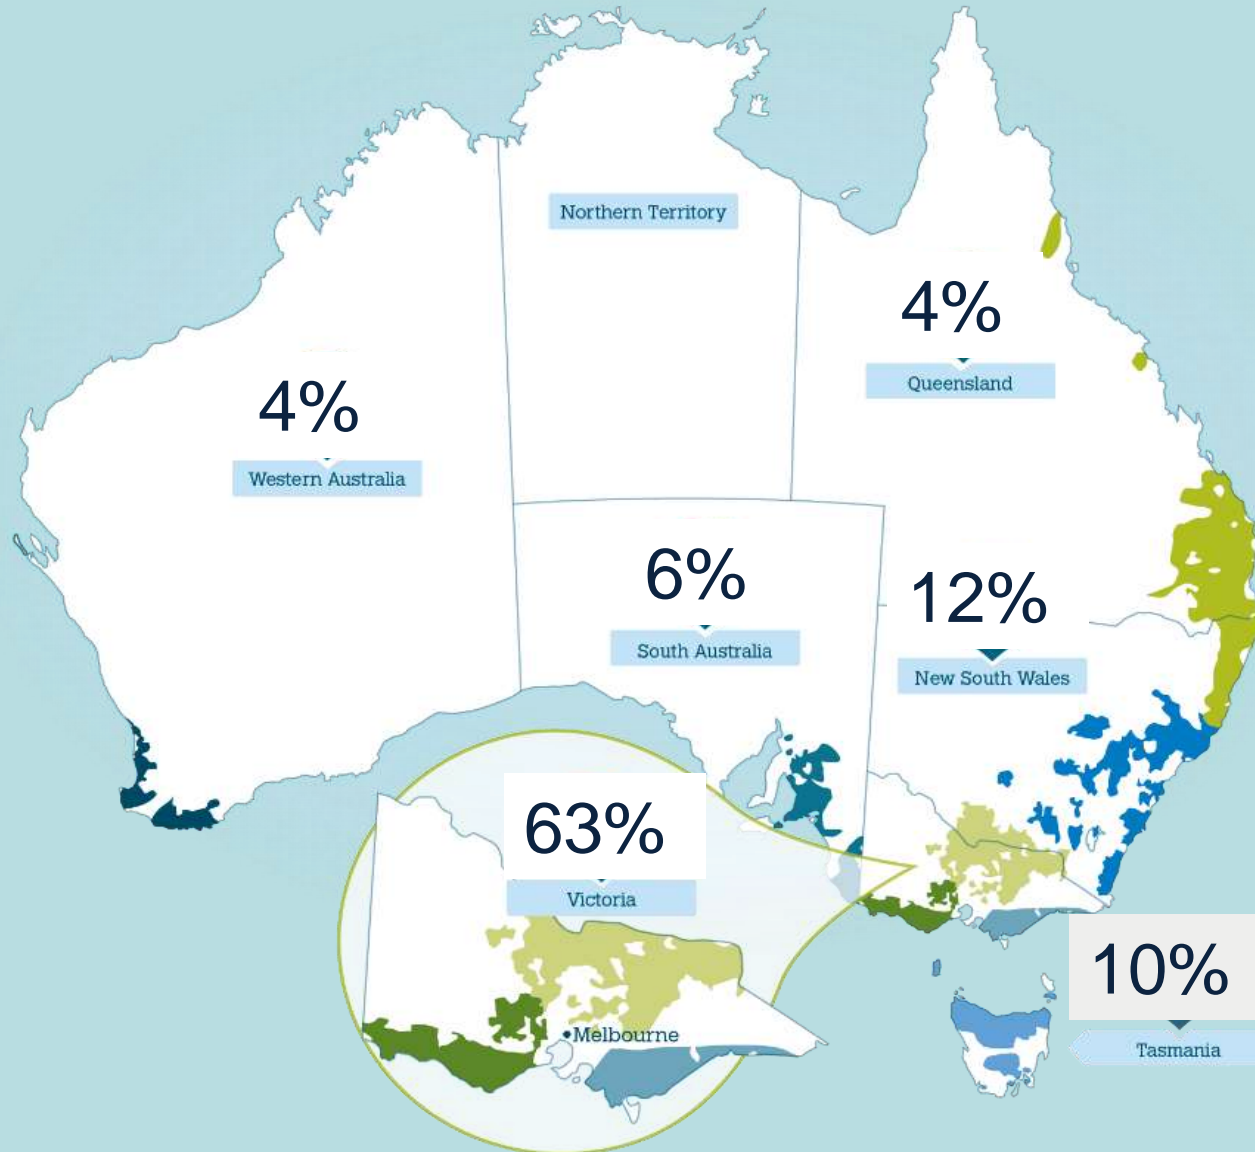 Northern Territory
4%
Queensland
4%
Western Australia
6%
South Australia
12%
New South Wales
63%
Victoria
Melbourne
10%
Tasmania